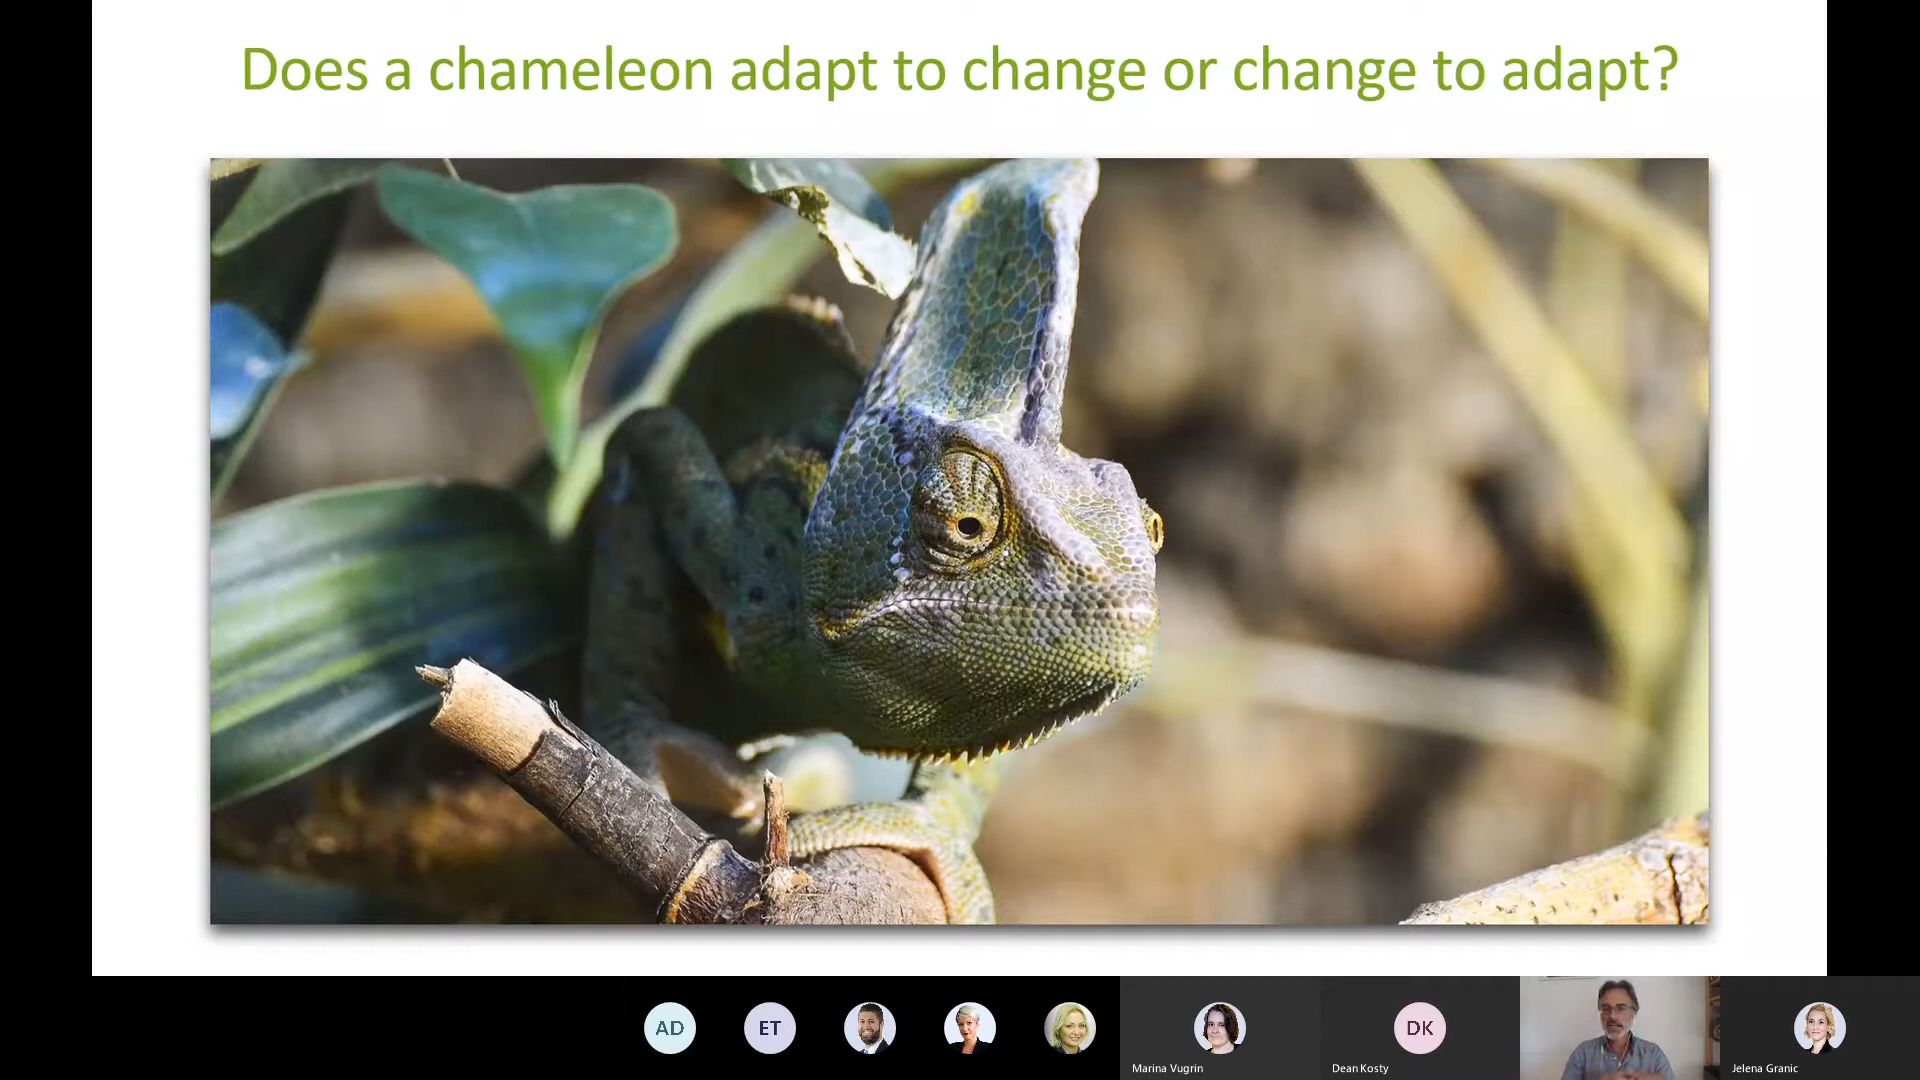 Does a chameleon adapt to change or change to adapt?
AD
ET
DK
Marina Vugrin
Dean Kosty
Jelena Granic